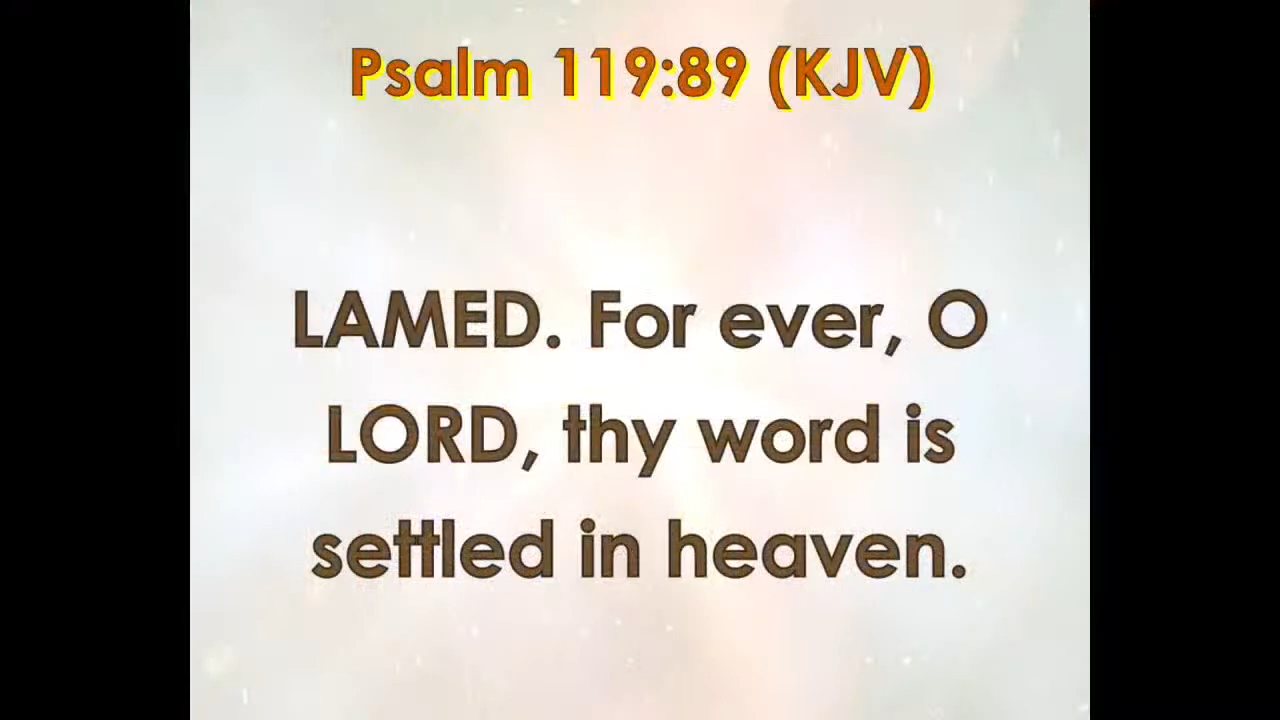 Psalm 119:89 (KJV)
LAMED. For ever, O
LORD, thy word is
settled in heaven.